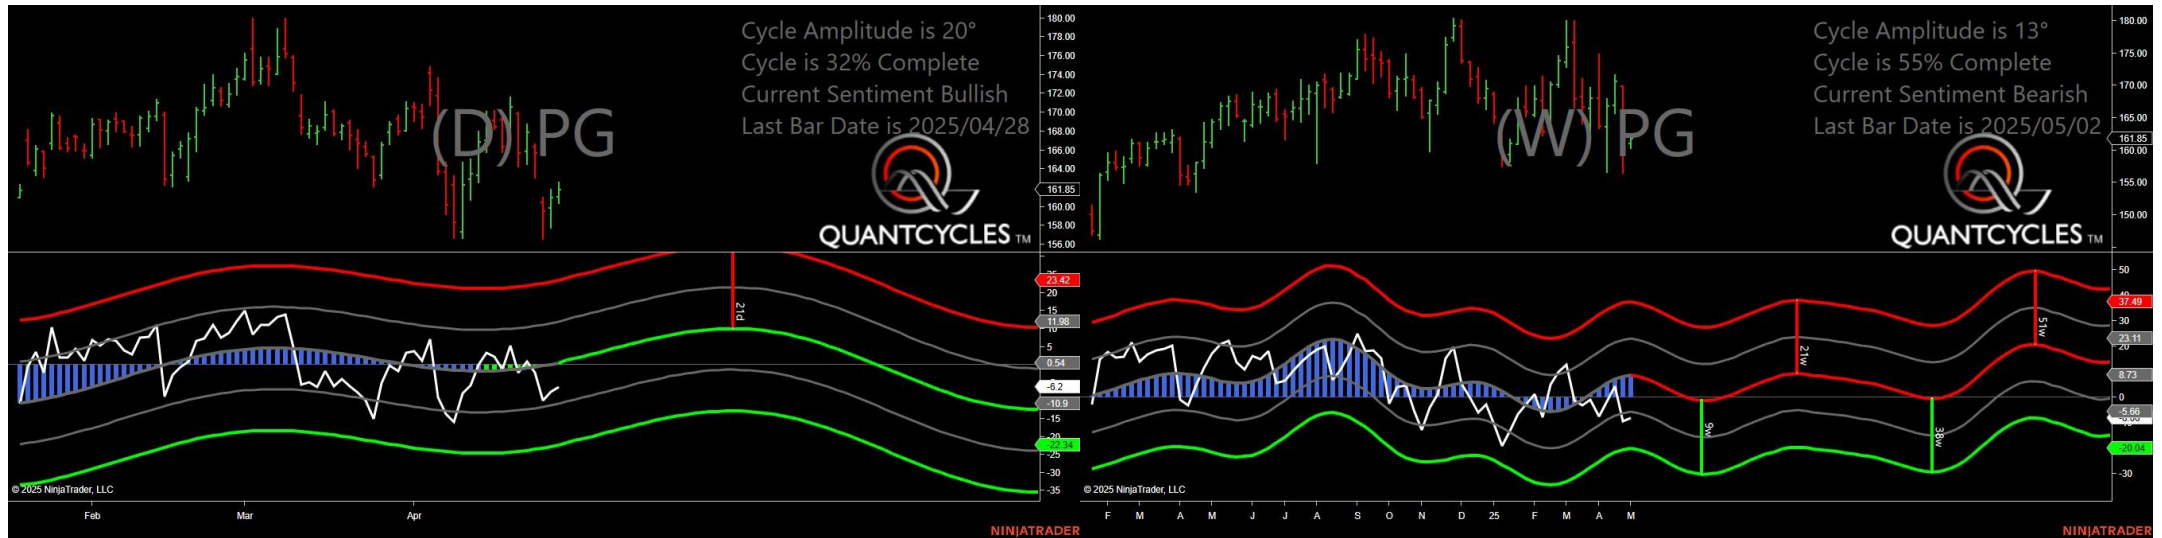 Cycle Amplitude is 20°
Cycle is 32% Complete
Current Sentiment Bullish
Last Bar Date is 2025/04/28
(D) PG
QUANTCYCLES TM
180.00
178.00
176.00
174.00
172.00
170.00
168.00
166.00
164.00
161.85
160.00
158.00
156.00
21d
23.42
20
15
11.98
10
5
0.54
-6.2
-10.9
-15
-22.34
-25
-30
-35
© 2025 NinjaTrader, LLC
Feb Mar Apr
NINJATRADER
Cycle Amplitude is 13°
Cycle is 55% Complete
Current Sentiment Bearish
Last Bar Date is 2025/05/02
(W) PG
QUANTCYCLES TM
180.00
175.00
170.00
165.00
161.85
160.00
155.00
150.00
9w
21w
38w
51w
50
37.49
30
23.11
20
8.73
0
-5.66
-20.04
-30
© 2025 NinjaTrader, LLC
F M A M J J A S O N D 25 F M A M
NINJATRADER